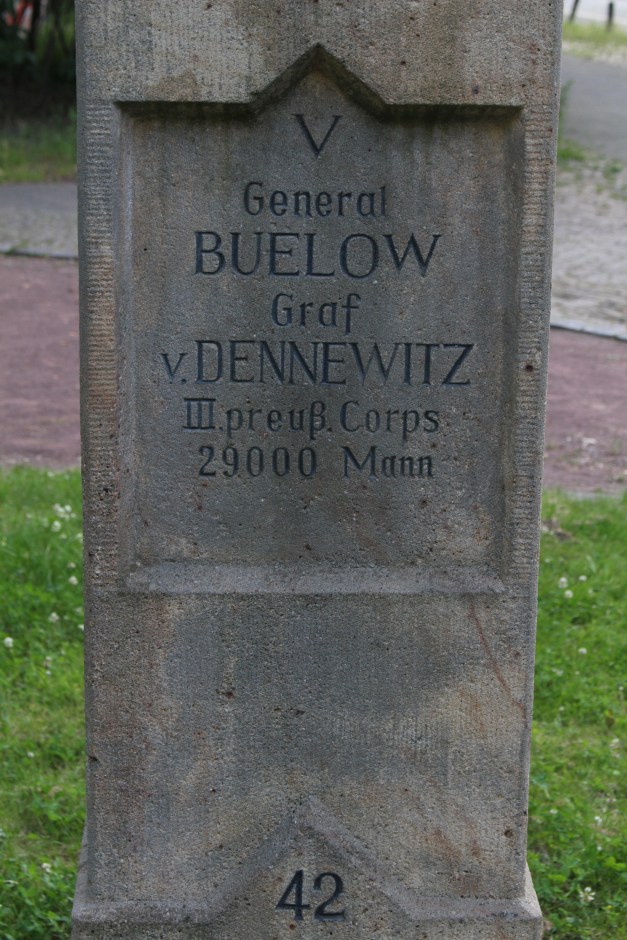 V
General
BUELOW
Graf
v.DENNEWITZ
III.preuß.Corps
29000 Mann
42